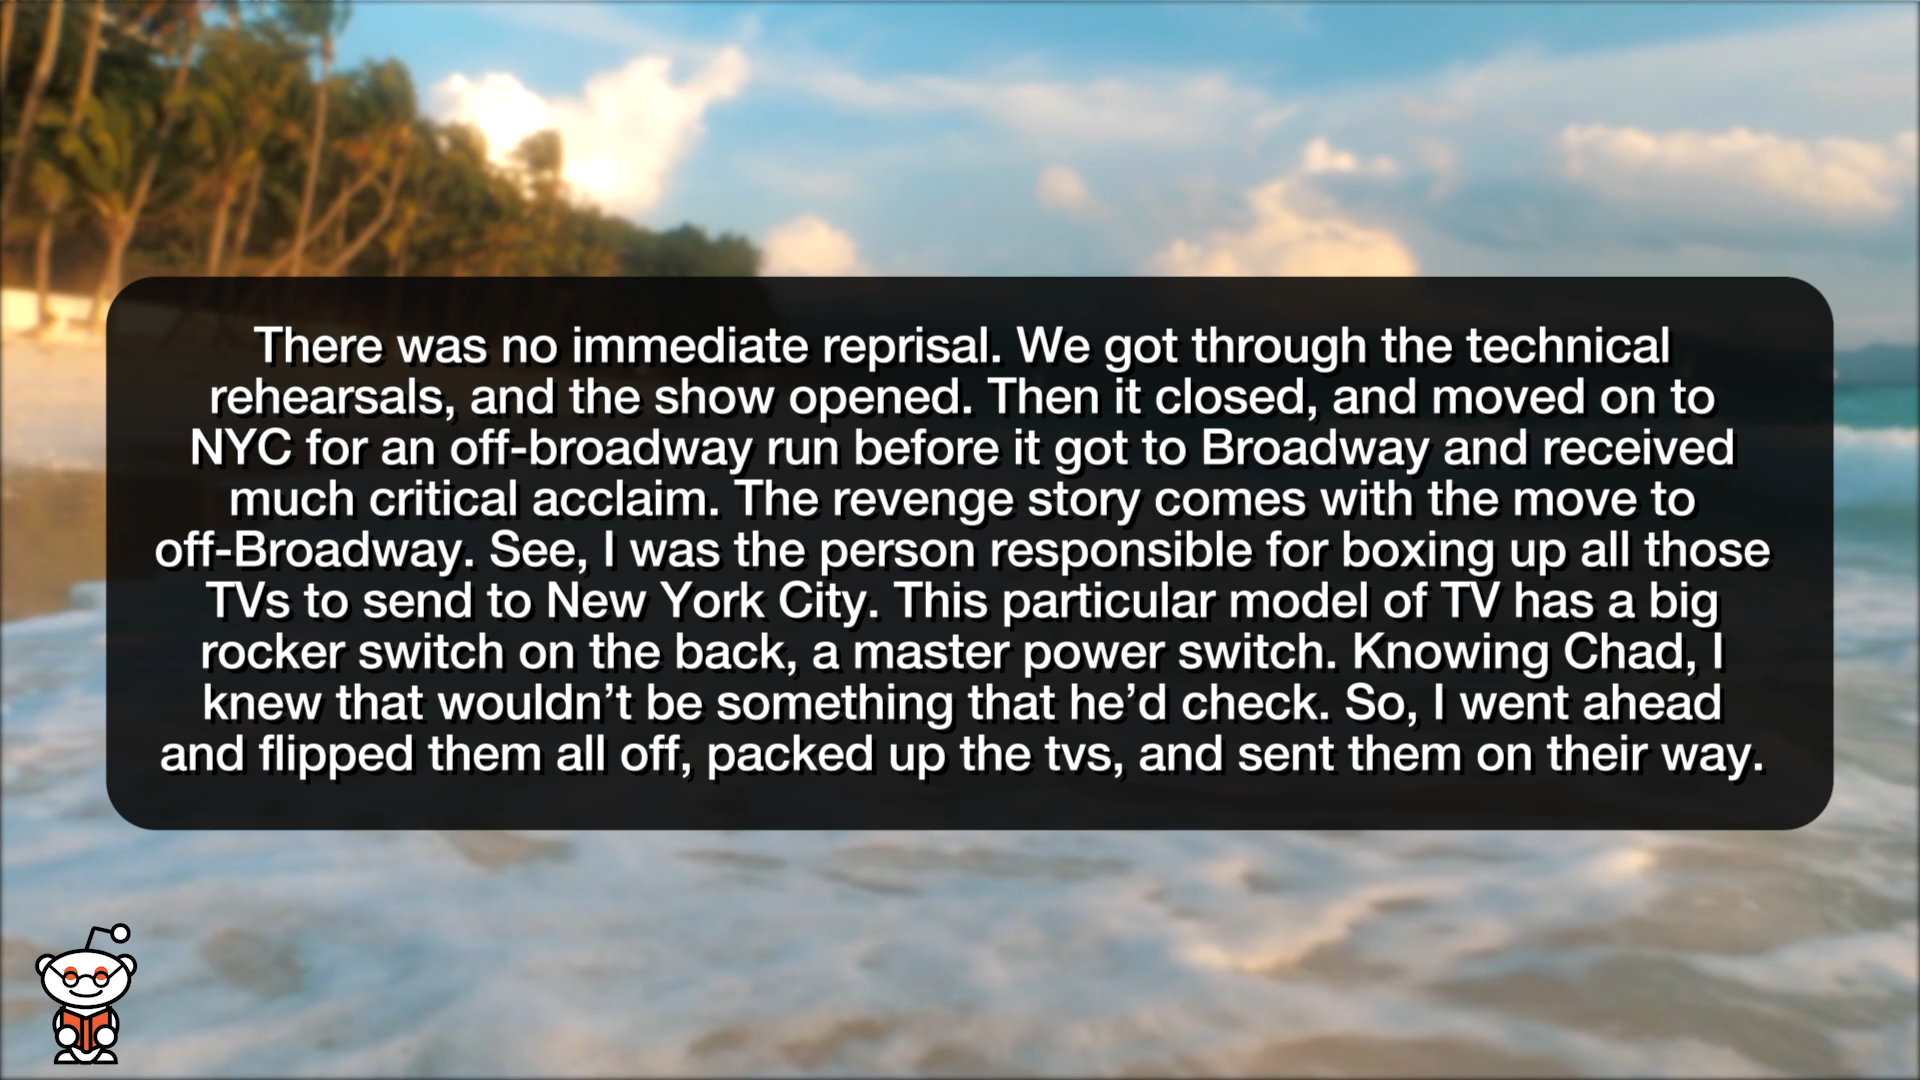 There was no immediate reprisal. We got through the technical
rehearsals, and the show opened. Then it closed, and moved on to
NYC for an off-broadway run before it got to Broadway and received
much critical acclaim. The revenge story comes with the move to
off-Broadway. See, I was the person responsible for boxing up all those
TVs to send to New York City. This particular model of TV has a big
rocker switch on the back, a master power switch. Knowing Chad, I
knew that wouldn’t be something that he’d check. So, I went ahead
and flipped them all off, packed up the tvs, and sent them on their way.